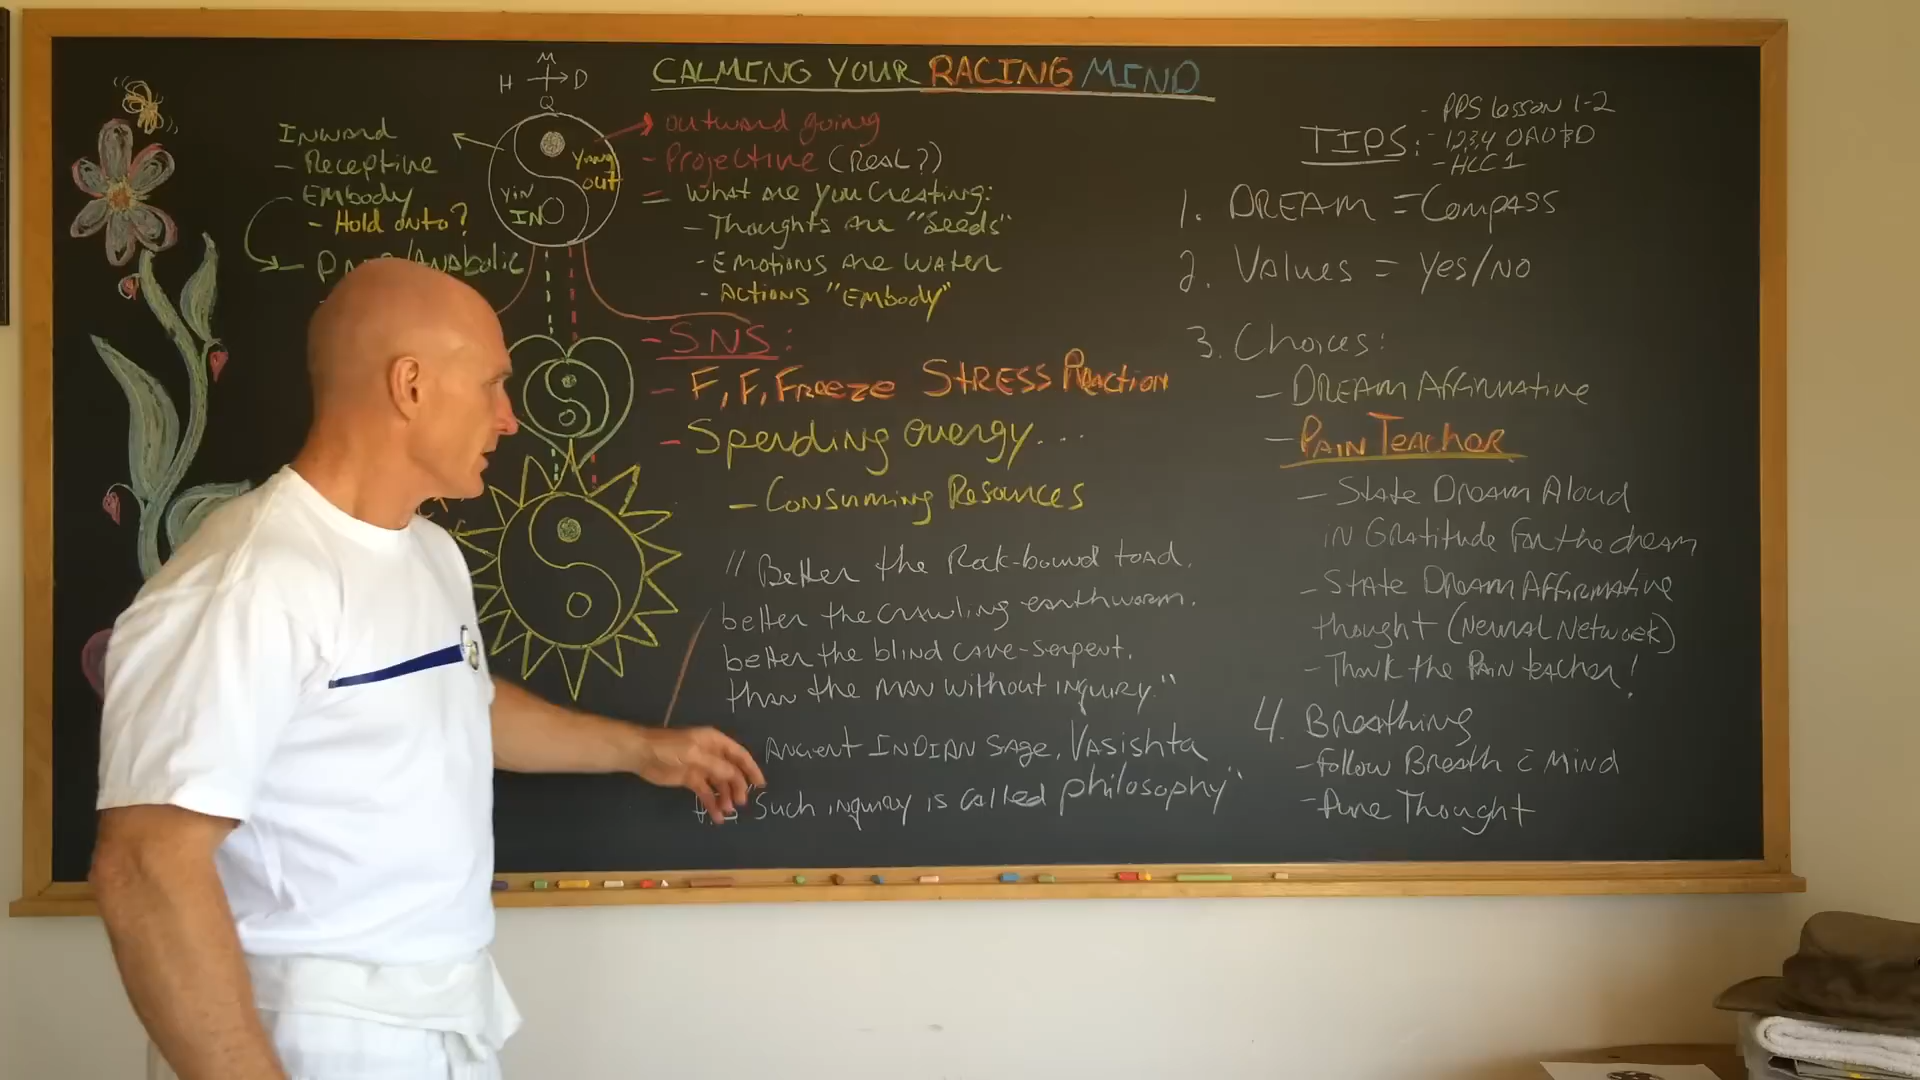 CALMING YOUR RACING MIND
M
H D
Q
Inward
- Receptive
- Embody
- Hold onto?
/Anabolic
Yang
out
Yin
IN
outward going
- Projective (Real?)
= What are you creating:
- Thoughts are "Seeds"
- Emotions are water
- Actions "Embody"
- SNS:
- F, F, Freeze STRESS Reaction
- Spending energy...
- Consuming Resources
"Better the Rock-bound toad,
better the crawling earthworm,
better the blind cave-serpent,
than the man without inquiry."
Ancient INDIAN Sage, Vasishta
"Such inquiry is called philosophy"
TIPS:
- PPS Lesson 1-2
- 1,2,3,4
- HCC 1
1. DREAM = Compass
2. Values = Yes/No
3. Choices:
- DREAM Affirmative
- PAIN TEACHER
- State Dream Aloud
in Gratitude for the dream
- State Dream Affirmative
thought (Neural Network)
- Thank the Pain teacher!
4. Breathing
- Follow Breath c̄ Mind
- Pure Thought